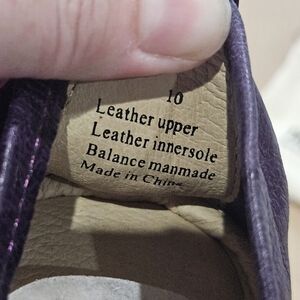 10
Leather upper
Leather innersole
Balance manmade
Made in China